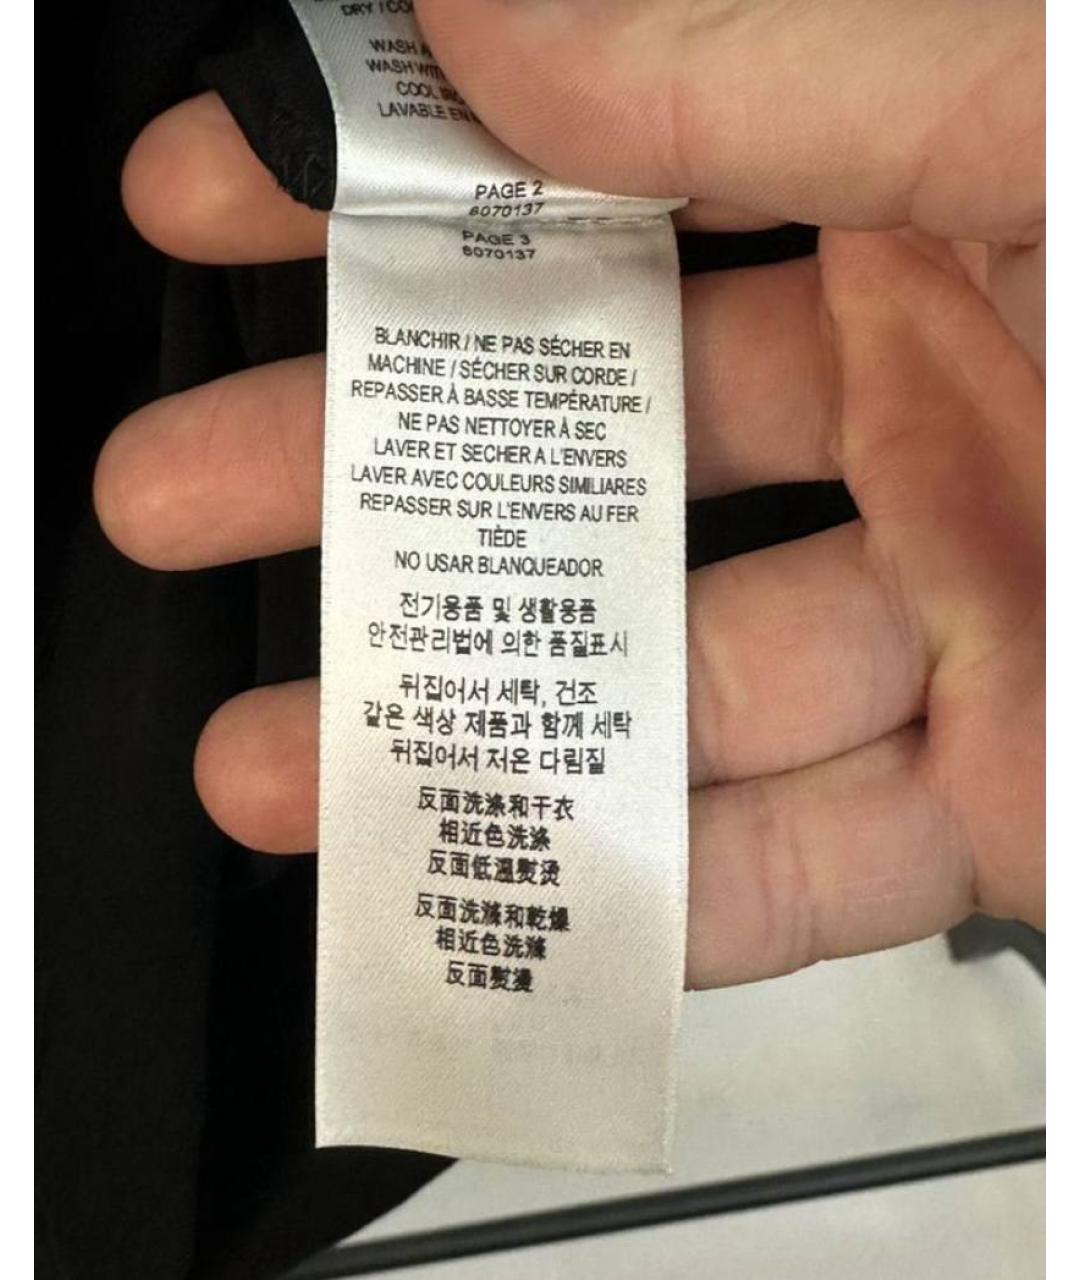 DRY / CO
WASH A
WASH WIT
COOL IRO
LAVABLE EN
PAGE 2
6070137
PAGE 3
6070137
BLANCHIR / NE PAS SÉCHER EN
MACHINE / SÉCHER SUR CORDE /
REPASSER À BASSE TEMPÉRATURE /
NE PAS NETTOYER À SEC
LAVER ET SECHER A L'ENVERS
LAVER AVEC COULEURS SIMILIARES
REPASSER SUR L'ENVERS AU FER
TIÈDE
NO USAR BLANQUEADOR
전기용품 및 생활용품
안전관리법에 의한 품질표시
뒤집어서 세탁, 건조
같은 색상 제품과 함께 세탁
뒤집어서 저온 다림질
反面洗涤和干衣
相近色洗涤
反面低温熨烫
反面洗滌和乾燥
相近色洗滌
反面熨燙